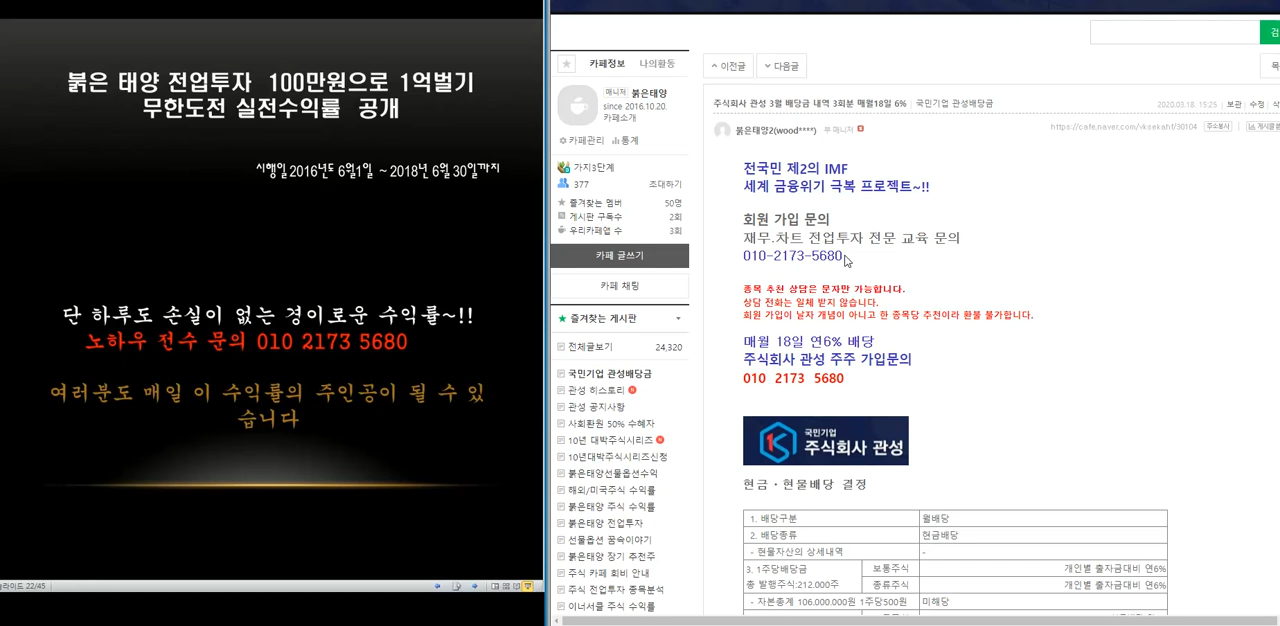 붉은 태양 전업투자 100만원으로 1억벌기
무한도전 실전수익률 공개
시행일2016년도 6월1일 ~2018년 6월 30일까지
단 하루도 손실이 없는 경이로운 수익률~!!
노하우 전수 문의 010 2173 5680
여러분도 매일 이 수익률의 주인공이 될 수 있
습니다
라이드 22/45
카페정보 나의활동
매니저 붉은태양
since 2016.10.20.
카페소개
카페관리 통계
가지3단계
377 초대하기
즐겨찾는 멤버 50명
게시판 구독수 2회
우리카페앱 수 3회
카페 글쓰기
카페 채팅
즐겨찾는 게시판
전체글보기 24,320
국민기업 관성배당금
관성 히스토리
관성 공지사항
사회환원 50% 수혜자
10년 대박주식시리즈
10년 대박주식시리즈신청
붉은태양선물옵션수익
해외/미국주식 수익률
붉은태양 주식 수익률
붉은태양 전업투자
선물옵션 꿈속이야기
붉은태양 장기 추천주
주식 카페 회비 안내
주식 전업투자 종목분석
이너서클 주식 수익률
이전글 다음글
주식회사 관성 3월 배당금 내역 3회분 매월18일 6% 국민기업 관성배당금
2020.03.18. 15:25 보관 수정
붉은태양2(wood****) 부매니저
https://cafe.naver.com/vksekahf/30104 주소복사
전국민 제2의 IMF
세계 금융위기 극복 프로젝트~!!
회원 가입 문의
재무.차트 전업투자 전문 교육 문의
010-2173-5680
종목 추천 상담은 문자만 가능합니다.
상담 전화는 일체 받지 않습니다.
회원 가입이 날자 개념이 아니고 한 종목당 추천이라 환불 불가합니다.
매월 18일 연6% 배당
주식회사 관성 주주 가입문의
010 2173 5680
국민기업
주식회사 관성
현금・현물배당 결정
1. 배당구분 월배당
2. 배당종류 현금배당
- 현물자산의 상세내역 -
3. 1주당배당금 보통주식 개인별 출자금대비 연6%
총 발행주식:212.000주 종류주식 개인별 출자금대비 연6%
- 자본총계 106.000.000원 1주당500원 미해당